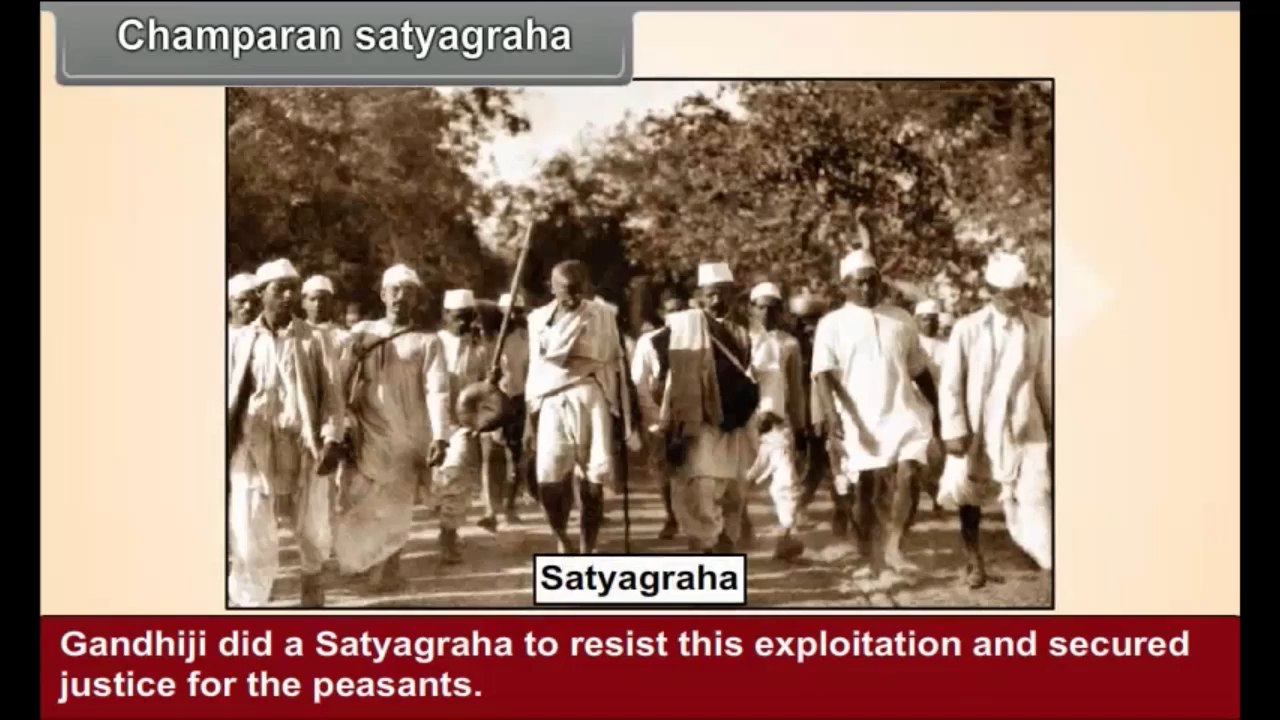 Champaran satyagraha
Satyagraha
Gandhiji did a Satyagraha to resist this exploitation and secured
justice for the peasants.